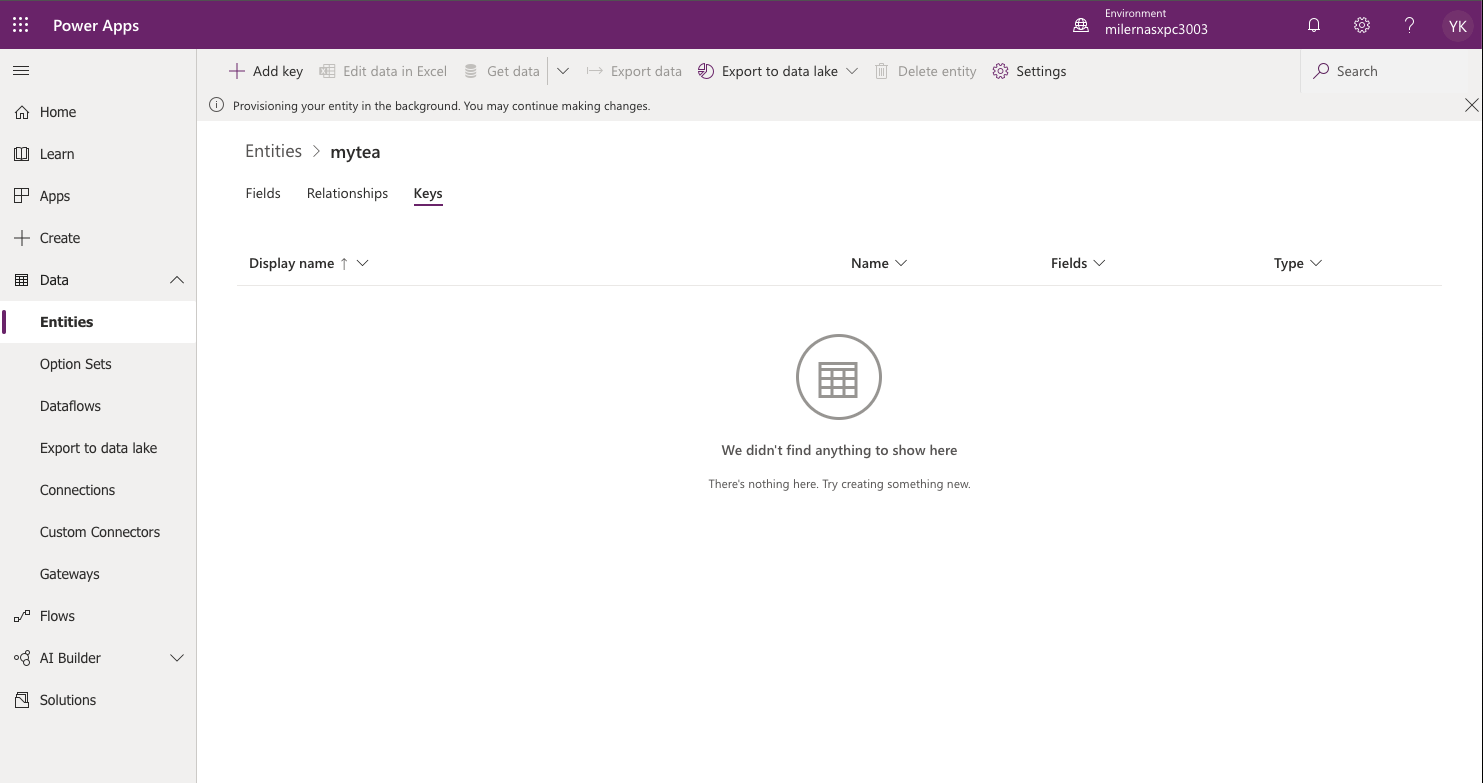 Power Apps
Environment
milernasxpc3003
YK
Add key
Edit data in Excel
Get data
Export data
Export to data lake
Delete entity
Settings
Search
Provisioning your entity in the background. You may continue making changes.
Home
Learn
Apps
Create
Data
Entities
Option Sets
Dataflows
Export to data lake
Connections
Custom Connectors
Gateways
Flows
AI Builder
Solutions
Entities > mytea
Fields Relationships Keys
Display name ↑ Name Fields Type
We didn't find anything to show here
There's nothing here. Try creating something new.